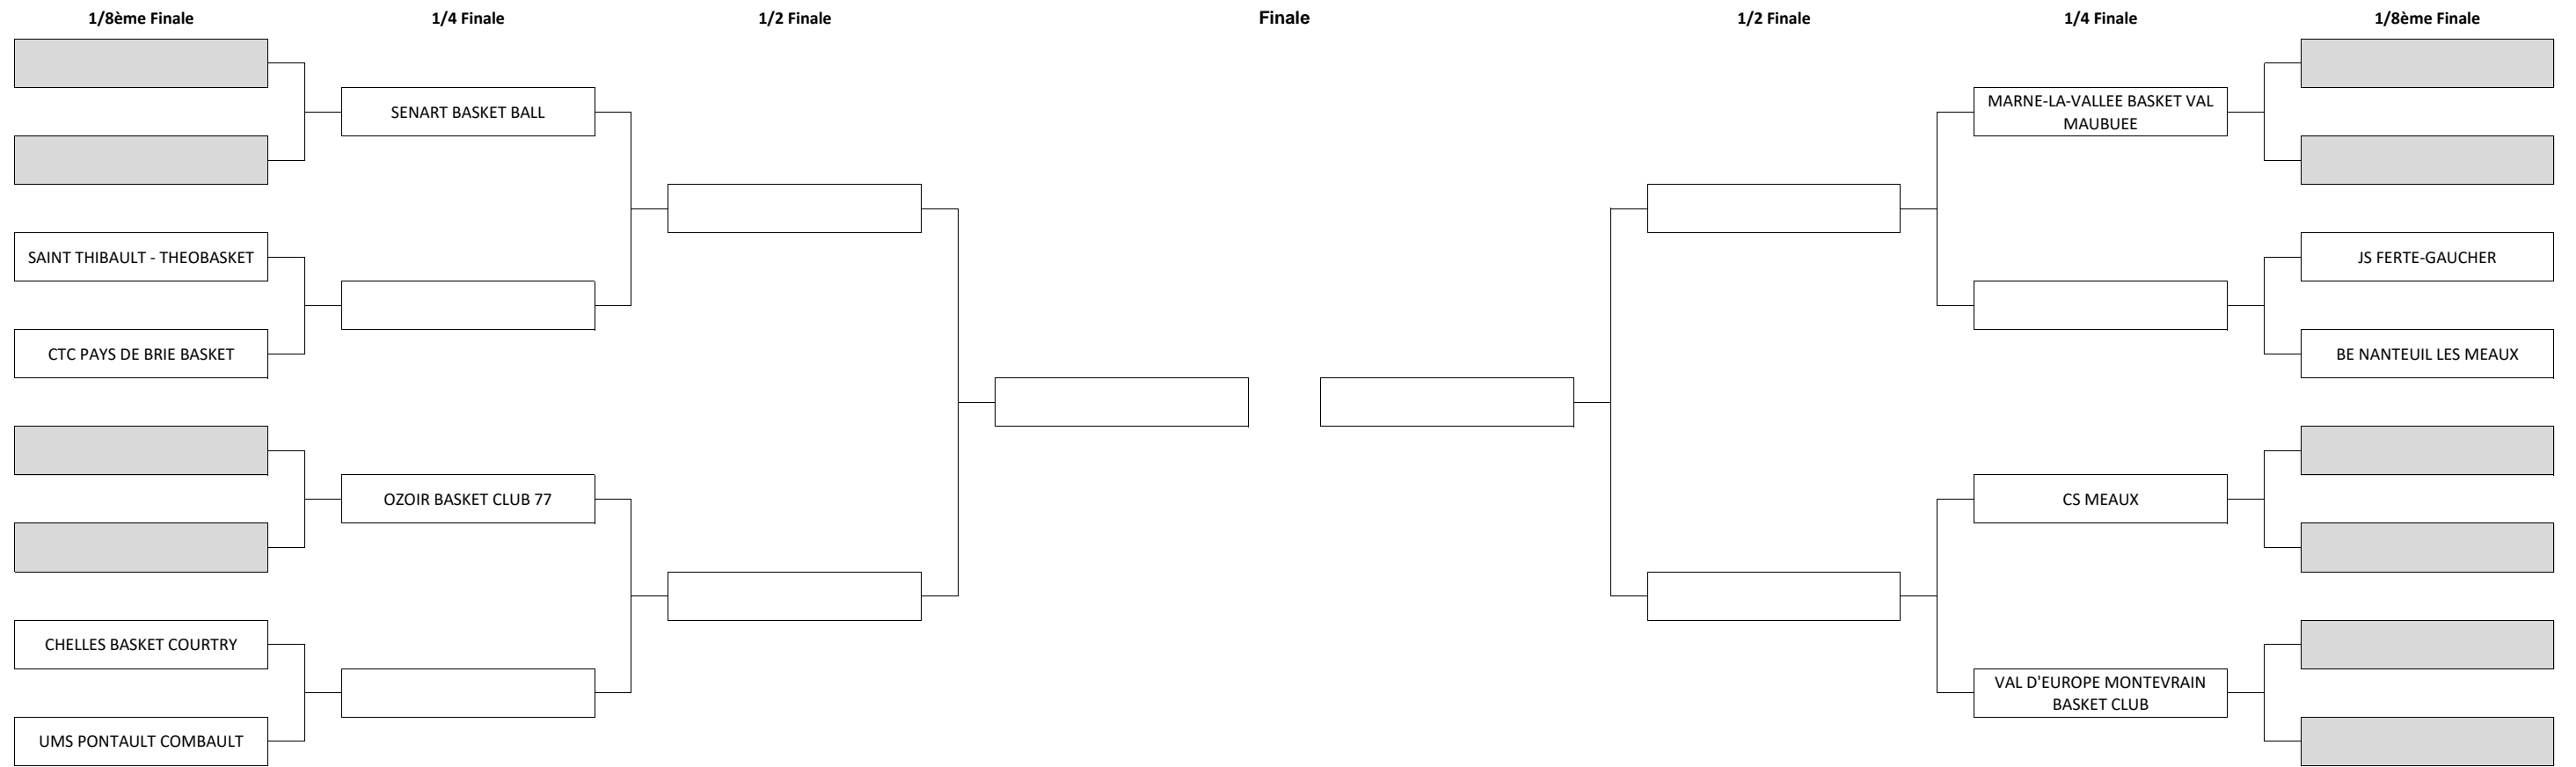 1/8ème Finale
1/4 Finale
1/2 Finale
Finale
1/2 Finale
1/4 Finale
1/8ème Finale
SENART BASKET BALL
MARNE-LA-VALLEE BASKET VAL
MAUBUEE
SAINT THIBAULT - THEOBASKET
JS FERTE-GAUCHER
CTC PAYS DE BRIE BASKET
BE NANTEUIL LES MEAUX
OZOIR BASKET CLUB 77
CS MEAUX
CHELLES BASKET COURTRY
VAL D'EUROPE MONTEVRAIN
BASKET CLUB
UMS PONTAULT COMBAULT